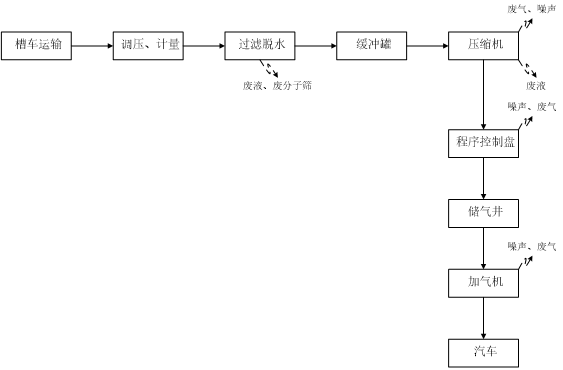 废气、噪声
槽车运输
调压、计量
过滤脱水
缓冲罐
压缩机
废液、废分子筛
废液
噪声、废气
程序控制盘
储气井
噪声、废气
加气机
汽车